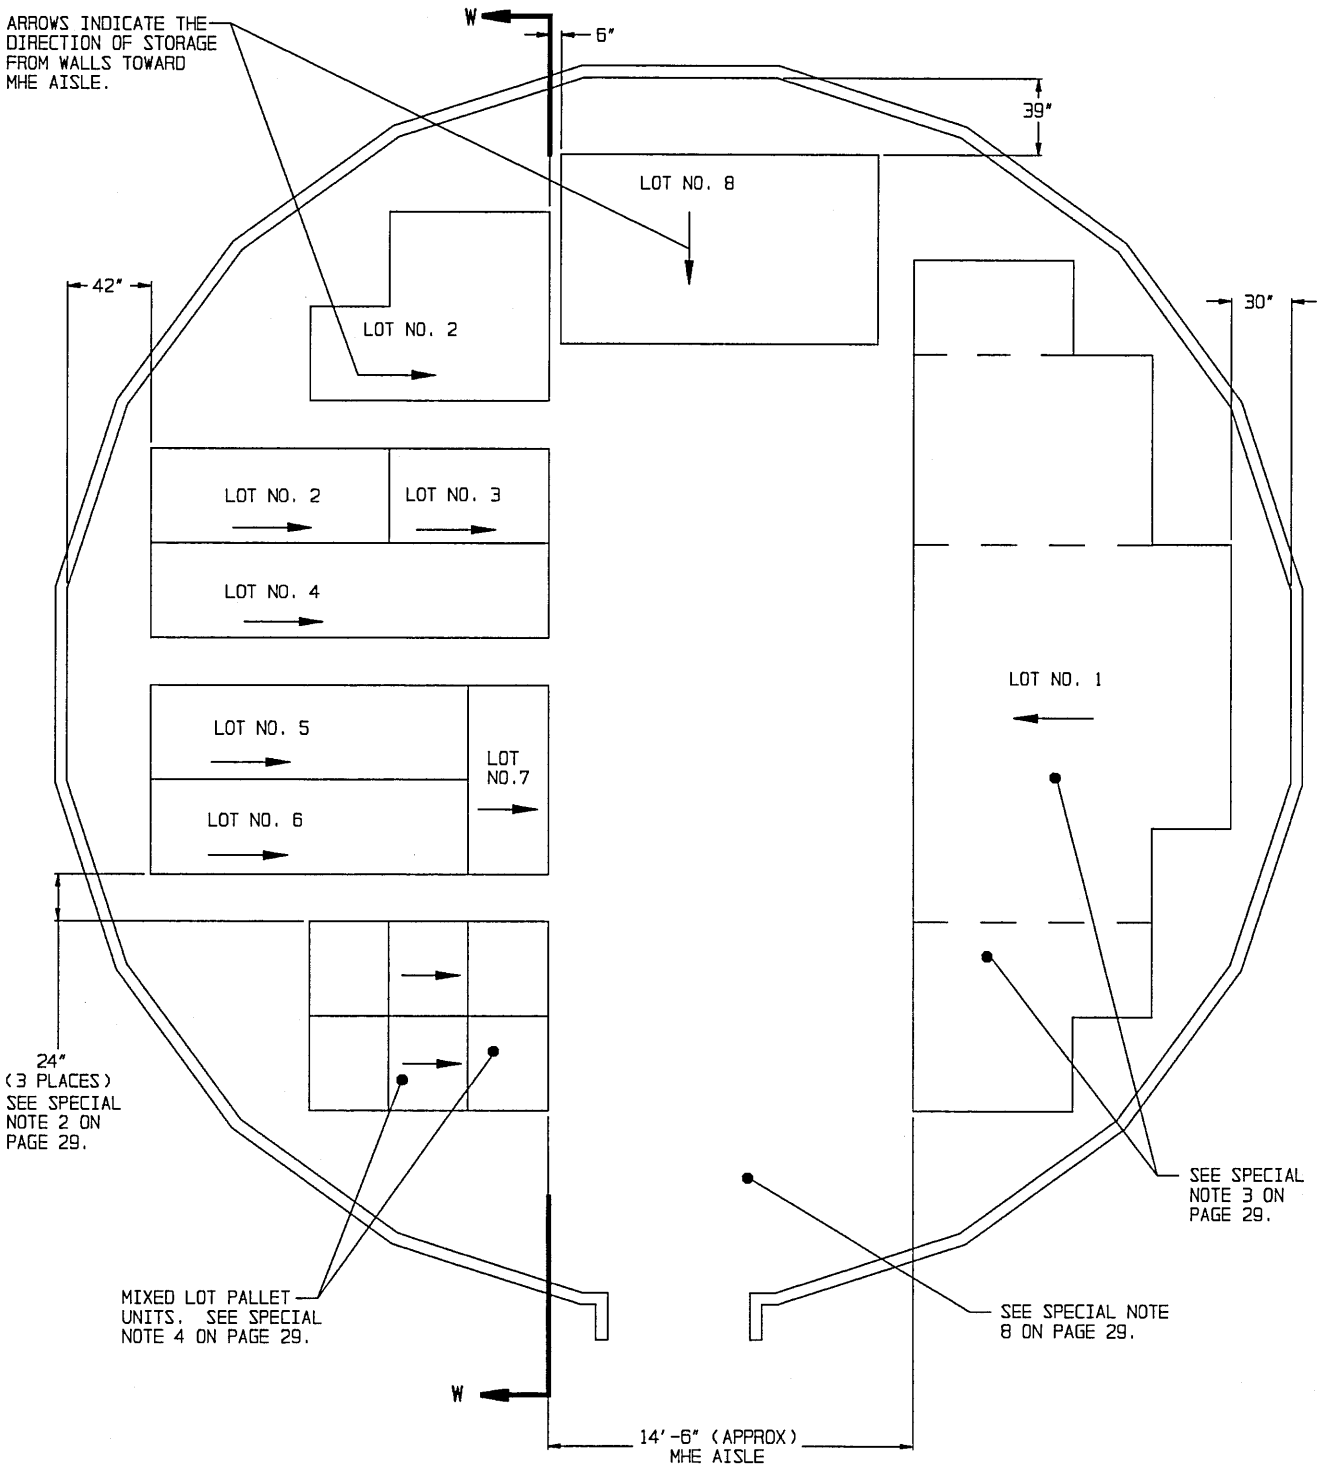 ARROWS INDICATE THE
DIRECTION OF STORAGE
FROM WALLS TOWARD
MHE AISLE.
W
6"
39"
LOT NO. 8
42"
30"
LOT NO. 2
LOT NO. 2
LOT NO. 3
LOT NO. 4
LOT NO. 1
LOT NO. 5
LOT
NO.7
LOT NO. 6
24"
(3 PLACES)
SEE SPECIAL
NOTE 2 ON
PAGE 29.
SEE SPECIAL
NOTE 3 ON
PAGE 29.
MIXED LOT PALLET
UNITS. SEE SPECIAL
NOTE 4 ON PAGE 29.
SEE SPECIAL NOTE
8 ON PAGE 29.
W
14'-6" (APPROX)
MHE AISLE